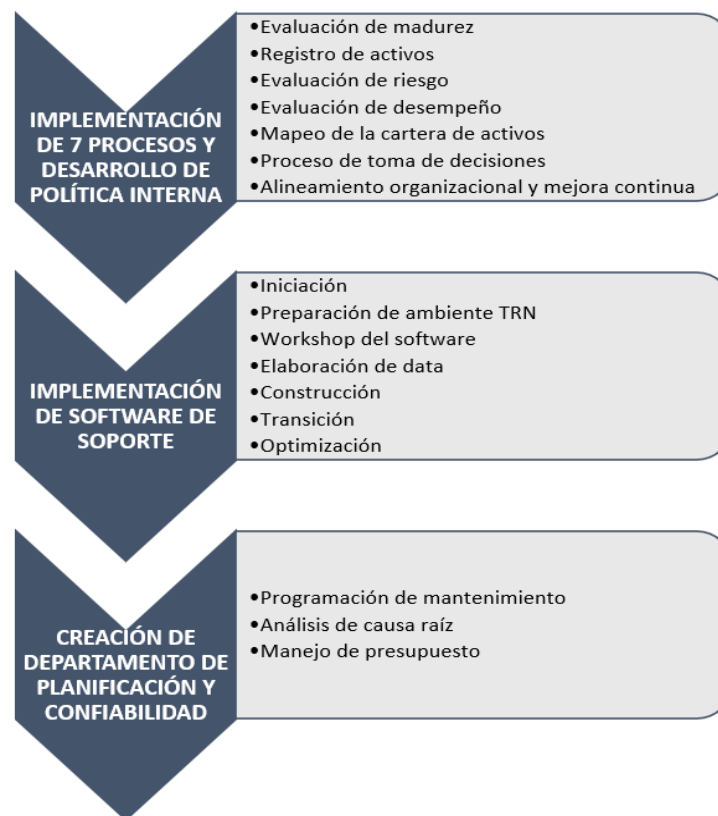 IMPLEMENTACIÓN
DE 7 PROCESOS Y
DESARROLLO DE
POLÍTICA INTERNA
•Evaluación de madurez
•Registro de activos
•Evaluación de riesgo
•Evaluación de desempeño
•Mapeo de la cartera de activos
•Proceso de toma de decisiones
•Alineamiento organizacional y mejora continua
IMPLEMENTACIÓN
DE SOFTWARE DE
SOPORTE
•Iniciación
•Preparación de ambiente TRN
•Workshop del software
•Elaboración de data
•Construcción
•Transición
•Optimización
CREACIÓN DE
DEPARTAMENTO DE
PLANIFICACIÓN Y
CONFIABILIDAD
•Programación de mantenimiento
•Análisis de causa raíz
•Manejo de presupuesto